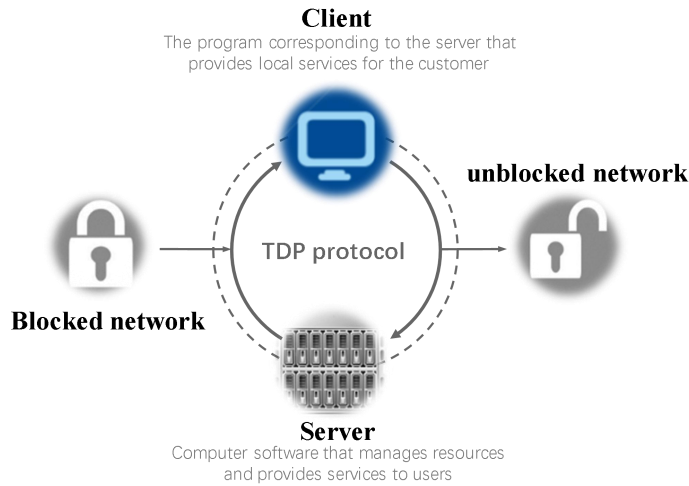 Client
The program corresponding to the server that
provides local services for the customer
unblocked network
TDP protocol
Blocked network
Server
Computer software that manages resources
and provides services to users